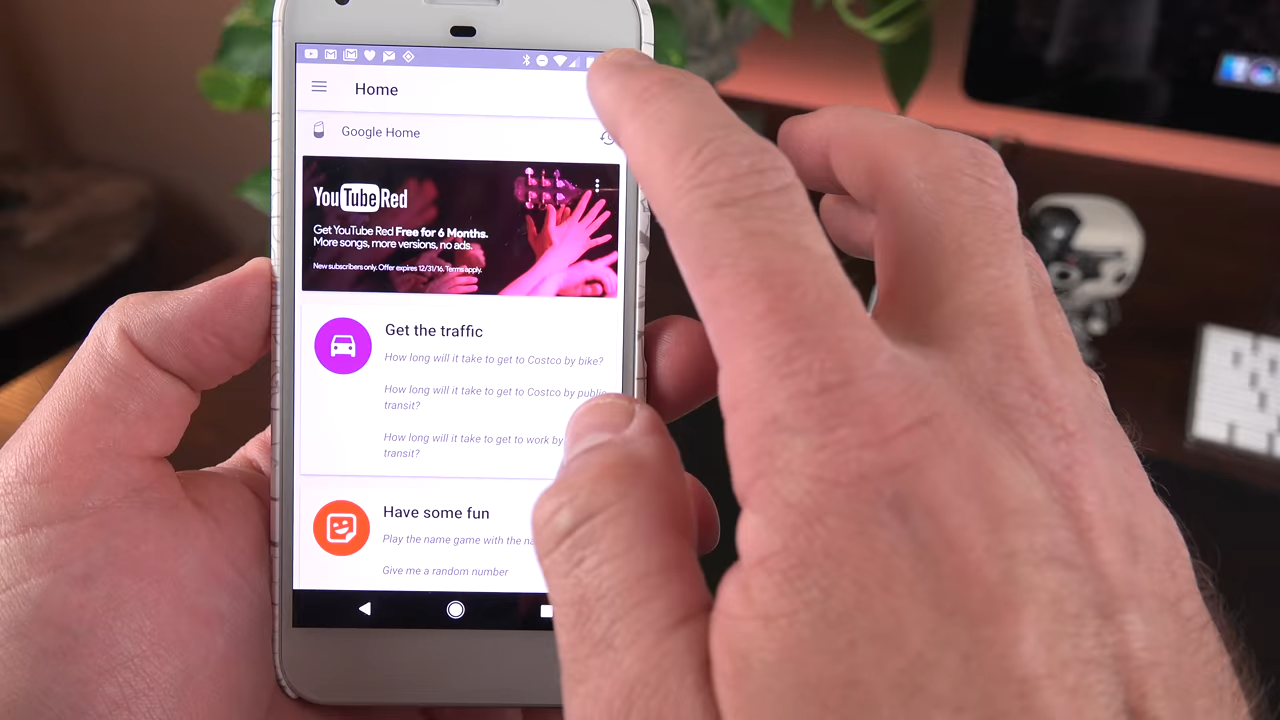 Home
Google Home
YouTube Red
Get YouTube Red Free for 6 Months.
More songs, more versions, no ads.
New subscribers only. Offer expires 12/31/16. Terms apply.
Get the traffic
How long will it take to get to Costco by bike?
How long will it take to get to Costco by public
transit?
How long will it take to get to work by
transit?
Have some fun
Play the name game with the
Give me a random number